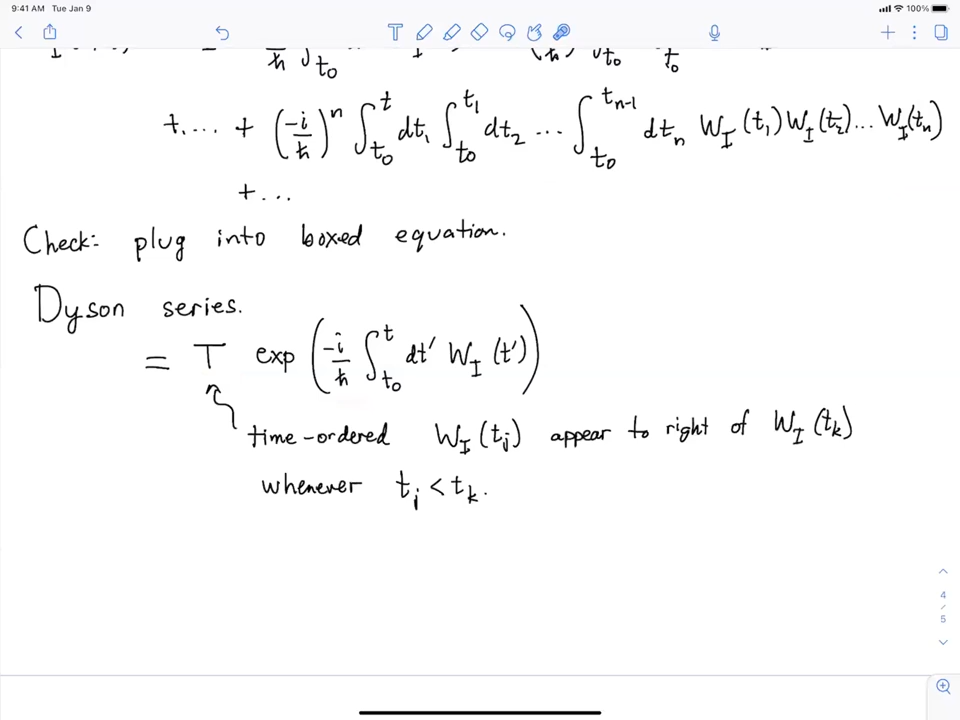 9:41 AM Tue Jan 9
100%
t.... + (-i/ħ)^n ∫_{t_0}^{t} dt_1 ∫_{t_0}^{t_1} dt_2 ... ∫_{t_0}^{t_{n-1}} dt_n W_I(t_1) W_I(t_2)... W_I(t_n)
+...
Check: plug into boxed equation.
Dyson series.
= T exp (-i/ħ ∫_{t_0}^{t} dt' W_I(t'))
time-ordered W_I(t_j) appear to right of W_I(t_k)
whenever t_j < t_k.
4
/
5